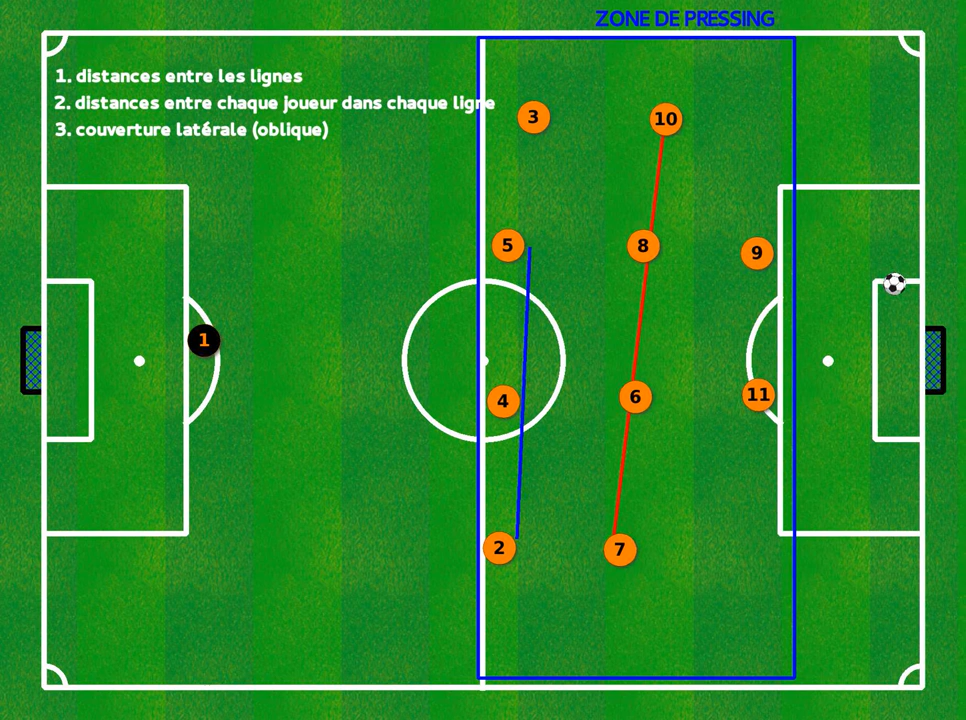 ZONE DE PRESSING
1. distances entre les lignes
2. distances entre chaque joueur dans chaque ligne
3. couverture latérale (oblique)
3
10
5
8
9
1
4
6
11
2
7